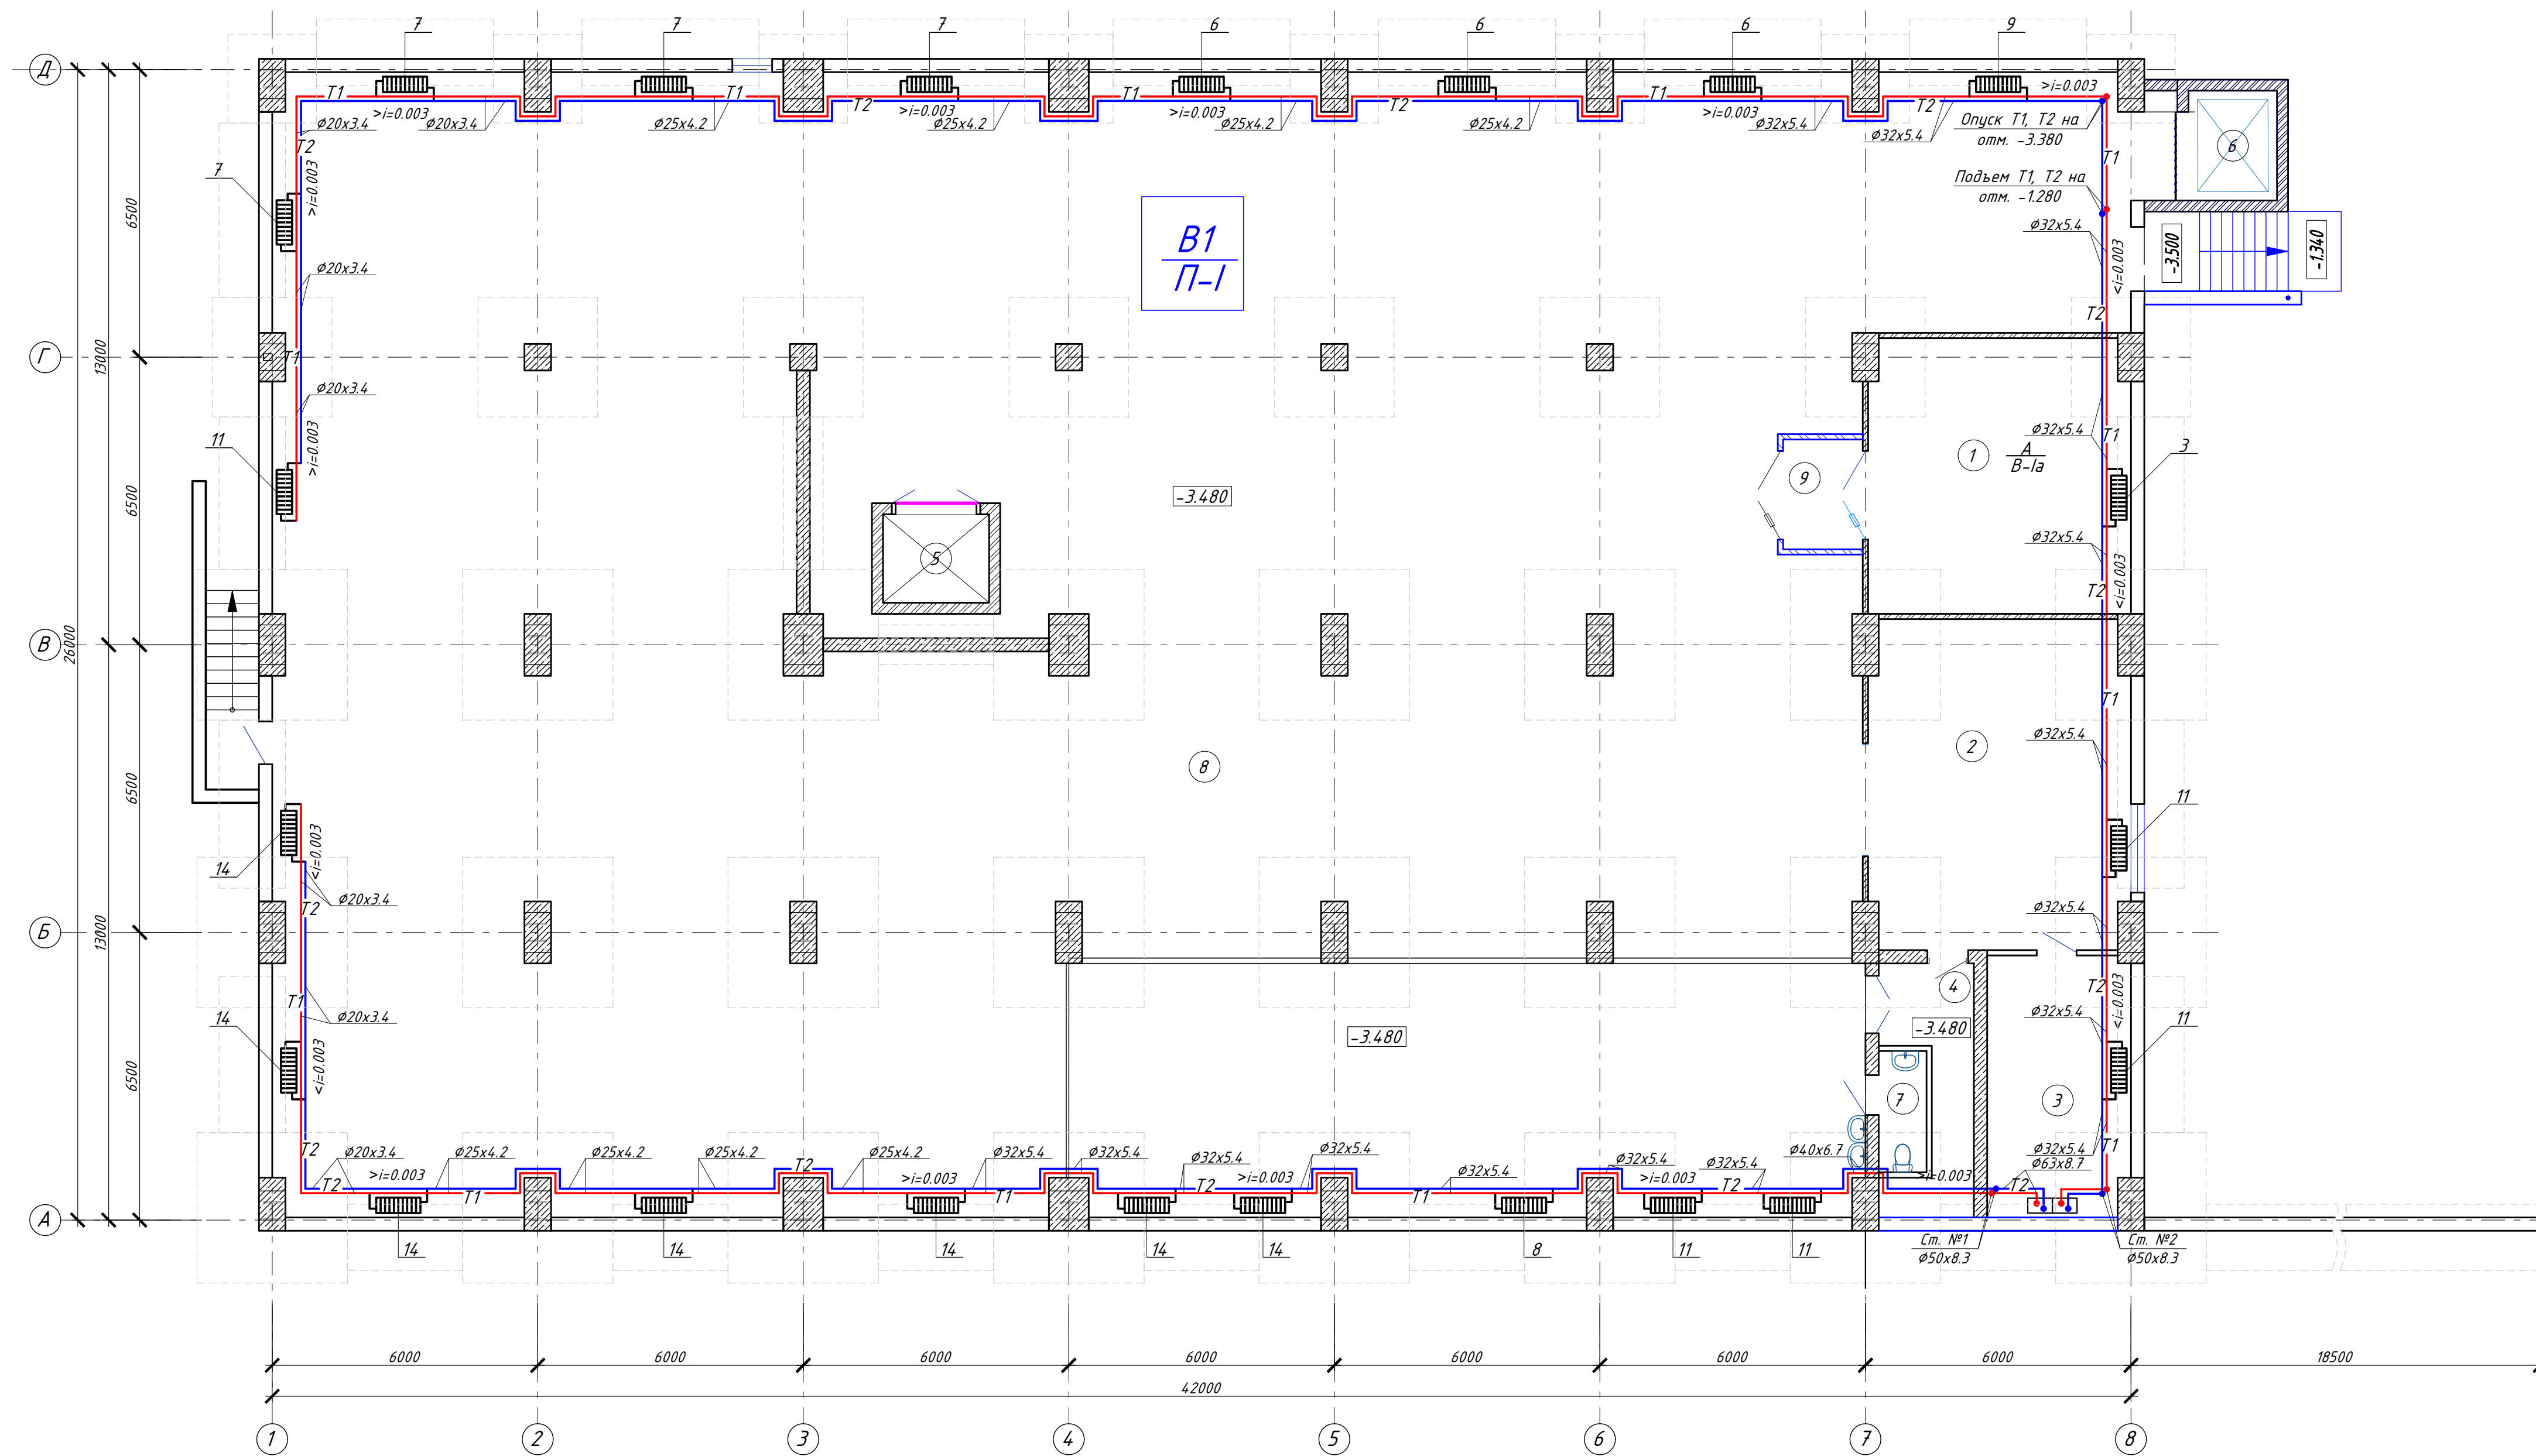 7
7
7
6
6
6
9
Д
T1
T1
T2
T1
T2
T1
T2
>i=0.003
>i=0.003
>i=0.003
>i=0.003
>i=0.003
Ø20x3.4
Ø20x3.4
Ø25x4.2
Ø25x4.2
Ø25x4.2
Ø25x4.2
Ø32x5.4
Ø32x5.4
Опуск Т1, Т2 на
отм. -3.380
T2
T1
6
7
>i=0.003
Подъем Т1, Т2 на
отм. -1.280
6500
Ø32x5.4
В1
П-I
-3.500
-1.340
<i=0.003
Ø20x3.4
T2
Г
T1
13000
Ø20x3.4
11
>i=0.003
Ø32x5.4
T1
3
1
А
В-Iа
9
6500
-3.480
Ø32x5.4
5
<i=0.003
T2
В
26000
T1
Ø32x5.4
2
8
6500
11
14
<i=0.003
Ø20x3.4
T2
Ø32x5.4
Б
13000
4
T2
<i=0.003
T1
Ø20x3.4
14
-3.480
-3.480
Ø32x5.4
11
6500
<i=0.003
7
3
T2
Ø20x3.4
Ø25x4.2
Ø25x4.2
Ø25x4.2
Ø25x4.2
Ø32x5.4
Ø32x5.4
Ø32x5.4
Ø32x5.4
Ø32x5.4
Ø32x5.4
Ø32x5.4
Ø40x6.7
Ø32x5.4
T1
Ø63x8.7
T2
>i=0.003
>i=0.003
>i=0.003
>i=0.003
>i=0.003
T2
T1
T1
T2
T1
T2
T2
А
14
14
14
14
14
8
11
11
Ст. №1
Ø50x8.3
Ст. №2
Ø50x8.3
6000
6000
6000
6000
6000
6000
6000
18500
42000
1
2
3
4
5
6
7
8